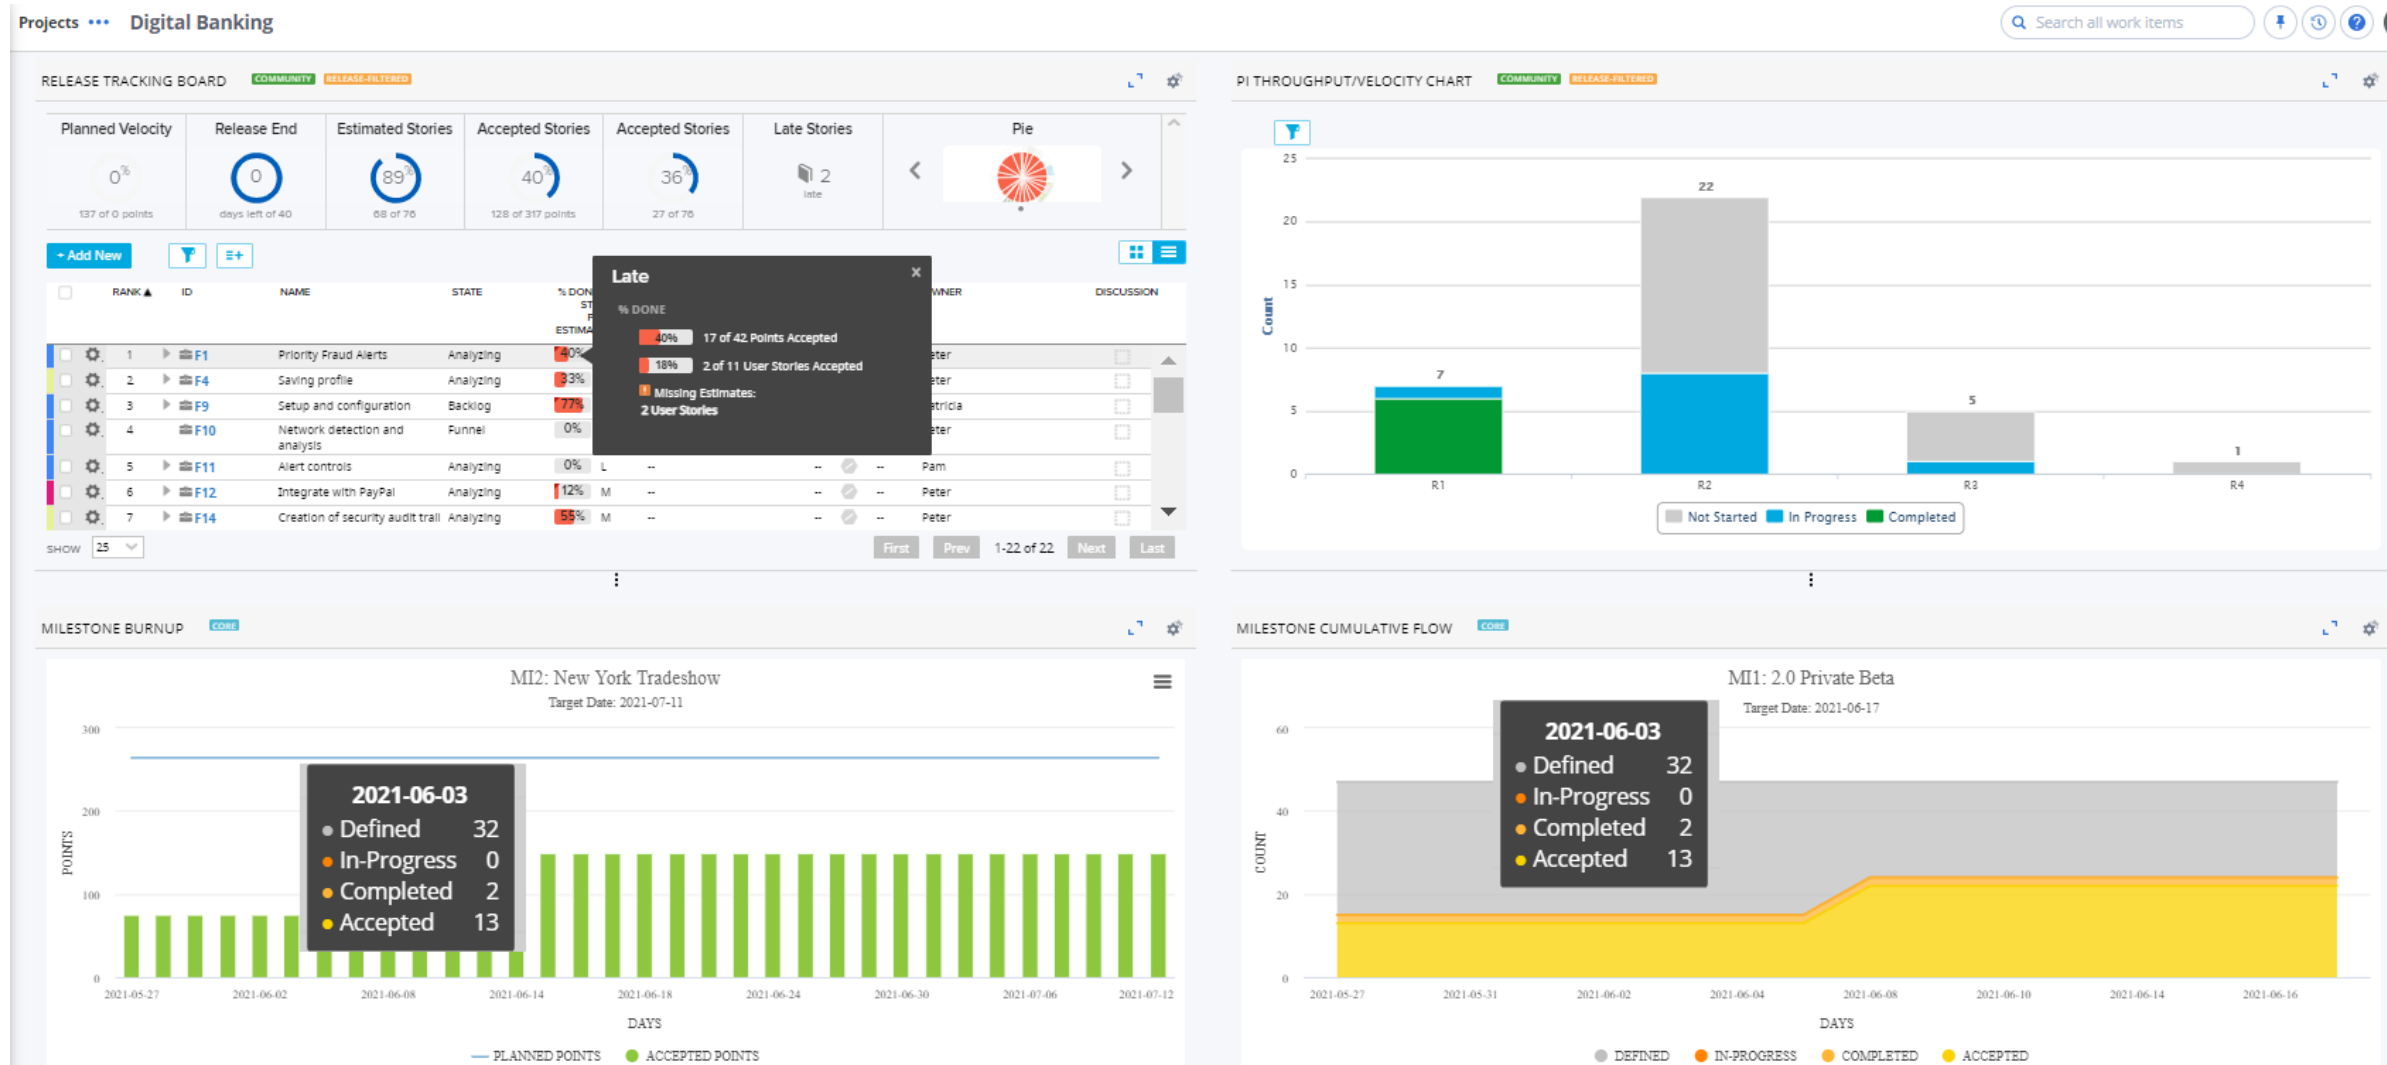 Projects ••• Digital Banking
Search all work items
RELEASE TRACKING BOARD COMMUNITY RELEASE-FILTERED
Planned Velocity Release End Estimated Stories Accepted Stories Accepted Stories Late Stories Pie
0% 0 89% 40% 36% 2
late
137 of 0 points days left of 40 68 of 76 128 of 317 points 27 of 76
+ Add New
RANK ID NAME STATE % DON WNER DISCUSSION
ST
ESTIMA
1 F1 Priority Fraud Alerts Analyzing 40% eter
2 F4 Saving profile Analyzing 33% eter
3 F9 Setup and configuration Backlog 77% atricia
4 F10 Network detection and Funnel 0% eter
analysis
5 F11 Alert controls Analyzing 0% L -- -- -- Pam
6 F12 Integrate with PayPal Analyzing 12% M -- -- -- Peter
7 F14 Creation of security audit trail Analyzing 55% M -- -- -- Peter
SHOW 25 First Prev 1-22 of 22 Next Last
Late x
% DONE
40% 17 of 42 Points Accepted
18% 2 of 11 User Stories Accepted
! Missing Estimates:
2 User Stories
PI THROUGHPUT/VELOCITY CHART COMMUNITY RELEASE-FILTERED
25
20
15
10
5
0
Count
7
22
5
1
R1 R2 R3 R4
Not Started In Progress Completed
MILESTONE BURNUP CORE
MI2: New York Tradeshow
Target Date: 2021-07-11
300
200
100
0
POINTS
2021-06-03
Defined 32
In-Progress 0
Completed 2
Accepted 13
2021-05-27 2021-06-02 2021-06-08 2021-06-14 2021-06-18 2021-06-24 2021-06-30 2021-07-06 2021-07-12
DAYS
PLANNED POINTS ACCEPTED POINTS
MILESTONE CUMULATIVE FLOW CORE
MI1: 2.0 Private Beta
Target Date: 2021-06-17
60
40
20
0
COUNT
2021-06-03
Defined 32
In-Progress 0
Completed 2
Accepted 13
2021-05-27 2021-05-31 2021-06-02 2021-06-04 2021-06-08 2021-06-10 2021-06-14 2021-06-16
DAYS
DEFINED IN-PROGRESS COMPLETED ACCEPTED